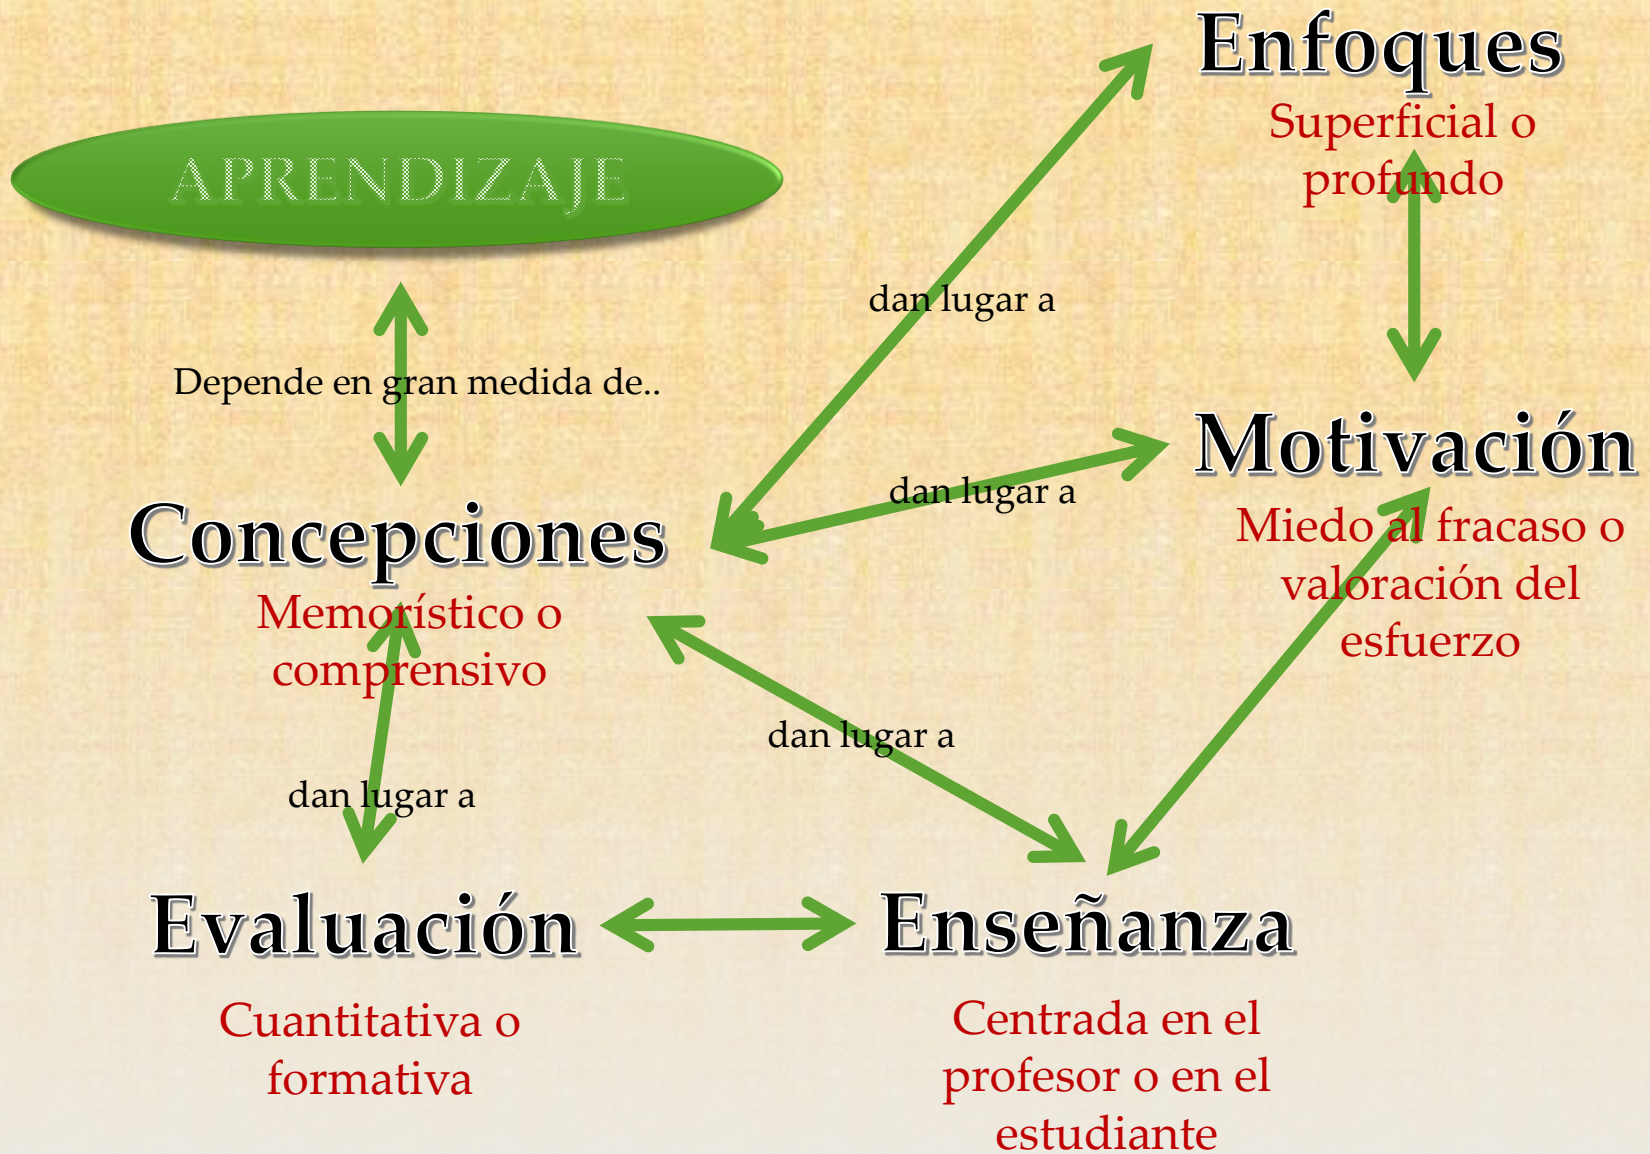 Enfoques
Superficial o
profundo
APRENDIZAJE
dan lugar a
Depende en gran medida de..
Motivación
Miedo al fracaso o
valoración del
esfuerzo
dan lugar a
Concepciones
Memorístico o
comprensivo
dan lugar a
dan lugar a
Evaluación
Cuantitativa o
formativa
Enseñanza
Centrada en el
profesor o en el
estudiante